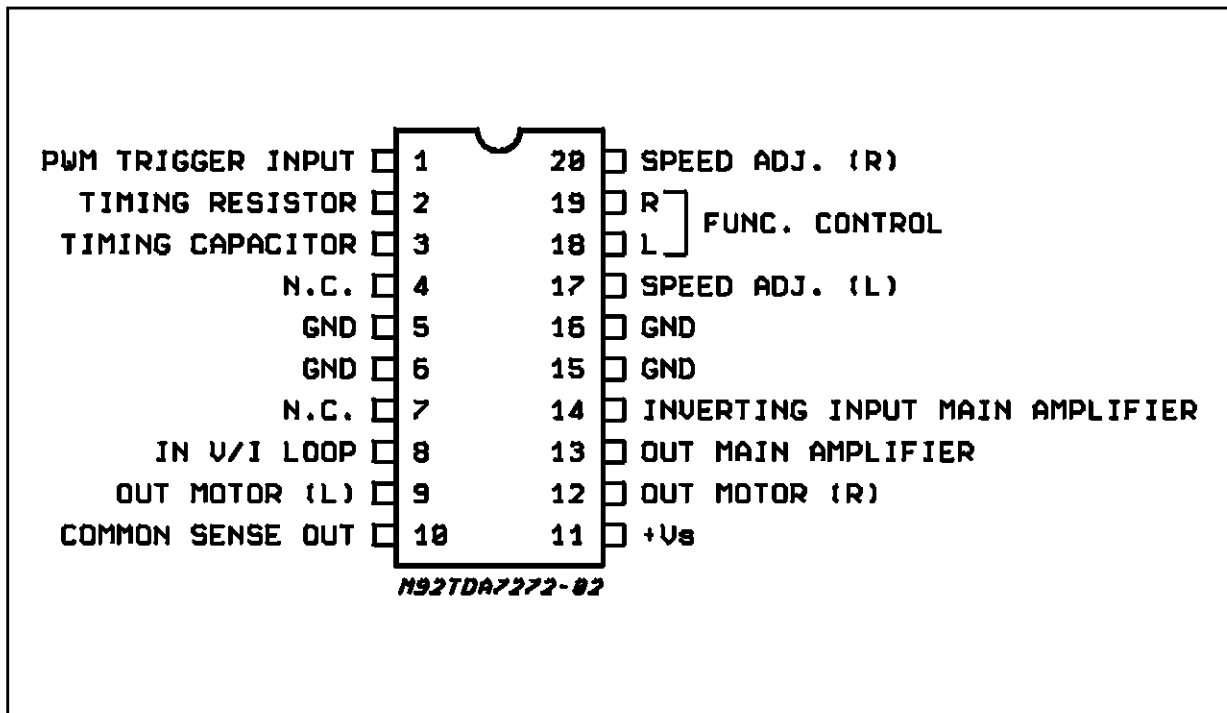 PWM TRIGGER INPUT 1 20 SPEED ADJ. (R)
TIMING RESISTOR 2 19 R
FUNC. CONTROL
TIMING CAPACITOR 3 18 L
N.C. 4 17 SPEED ADJ. (L)
GND 5 16 GND
GND 6 15 GND
N.C. 7 14 INVERTING INPUT MAIN AMPLIFIER
IN V/I LOOP 8 13 OUT MAIN AMPLIFIER
OUT MOTOR (L) 9 12 OUT MOTOR (R)
COMMON SENSE OUT 10 11 +Vs
M92TDA7272-02